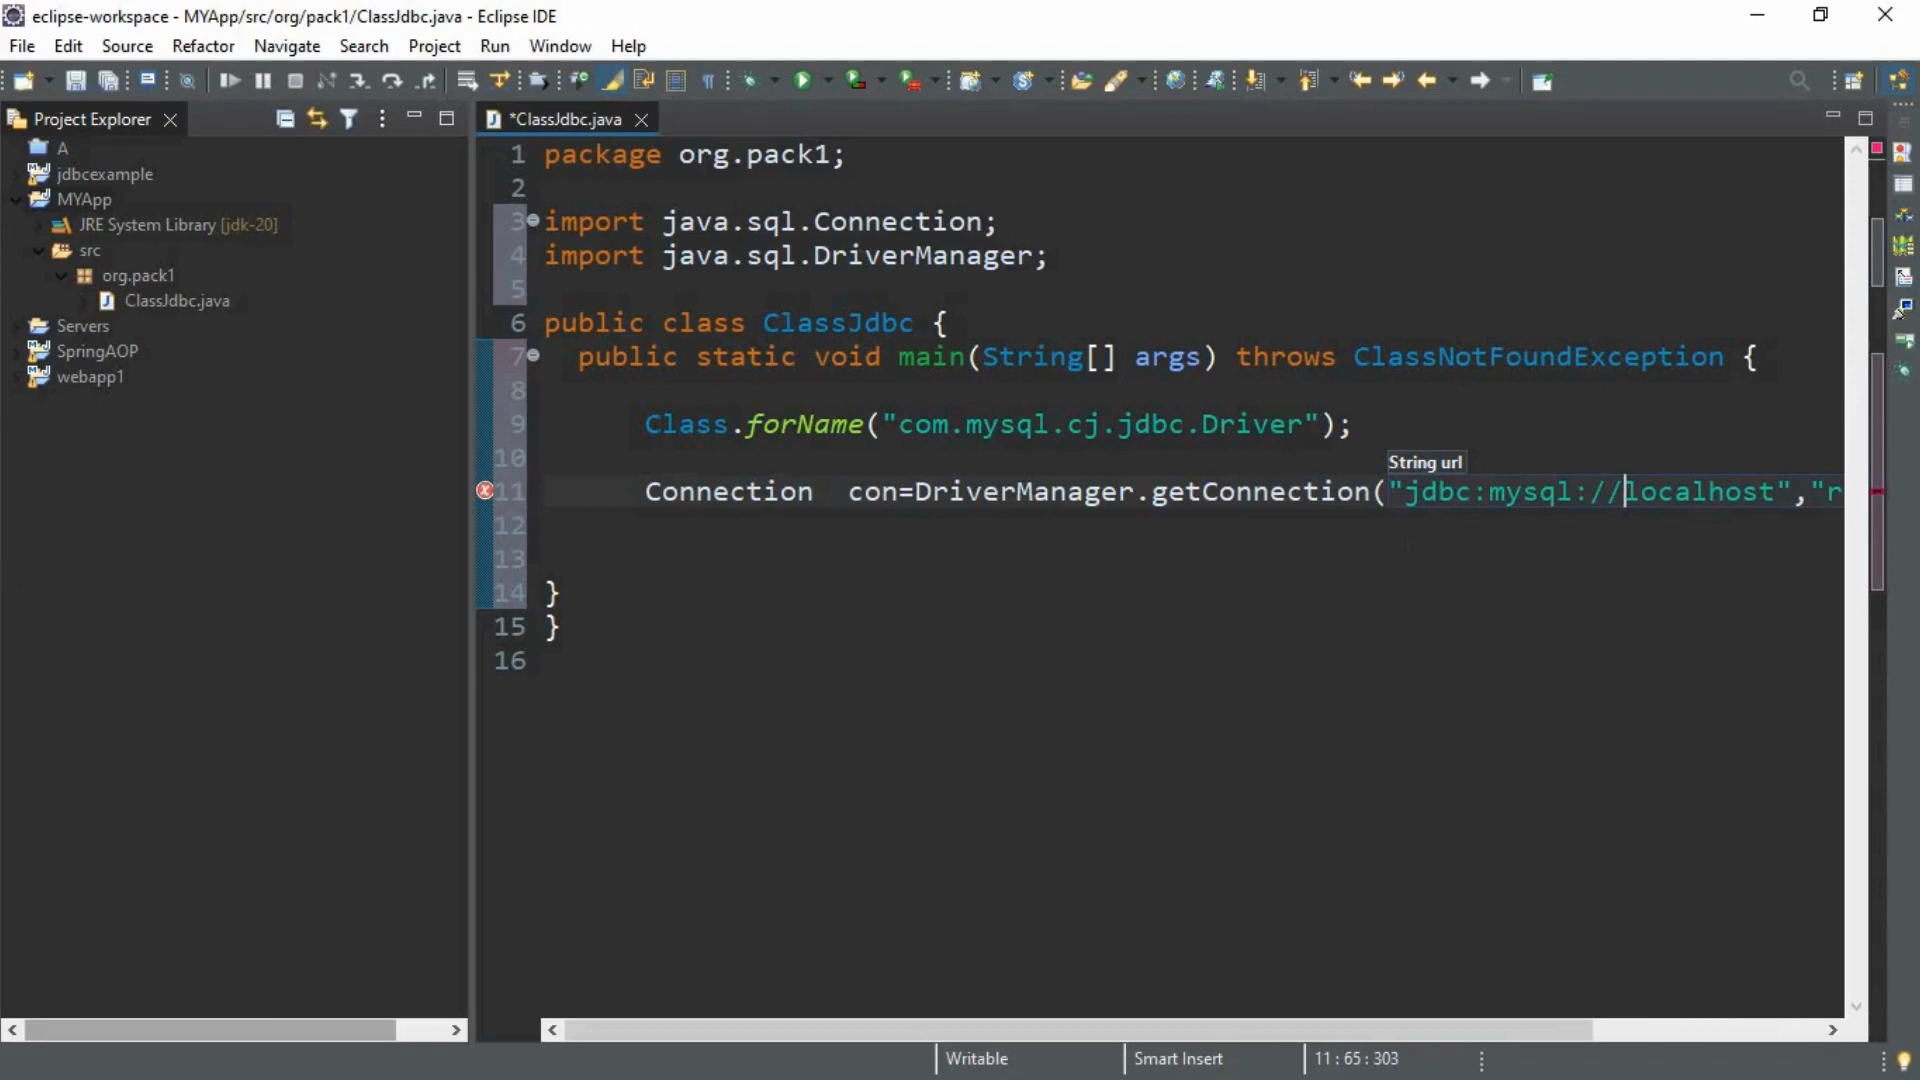 eclipse-workspace - MYApp/src/org/pack1/ClassJdbc.java - Eclipse IDE
File Edit Source Refactor Navigate Search Project Run Window Help
Project Explorer
*ClassJdbc.java
A
jdbcexample
MYApp
JRE System Library [jdk-20]
src
org.pack1
ClassJdbc.java
Servers
SpringAOP
webapp1
1 package org.pack1;
2
3 import java.sql.Connection;
4 import java.sql.DriverManager;
5
6 public class ClassJdbc {
7 public static void main(String[] args) throws ClassNotFoundException {
8
9 Class.forName("com.mysql.cj.jdbc.Driver");
10
String url
11 Connection  con=DriverManager.getConnection("jdbc:mysql://localhost","r
12
13
14 }
15 }
16
Writable
Smart Insert
11 : 65 : 303